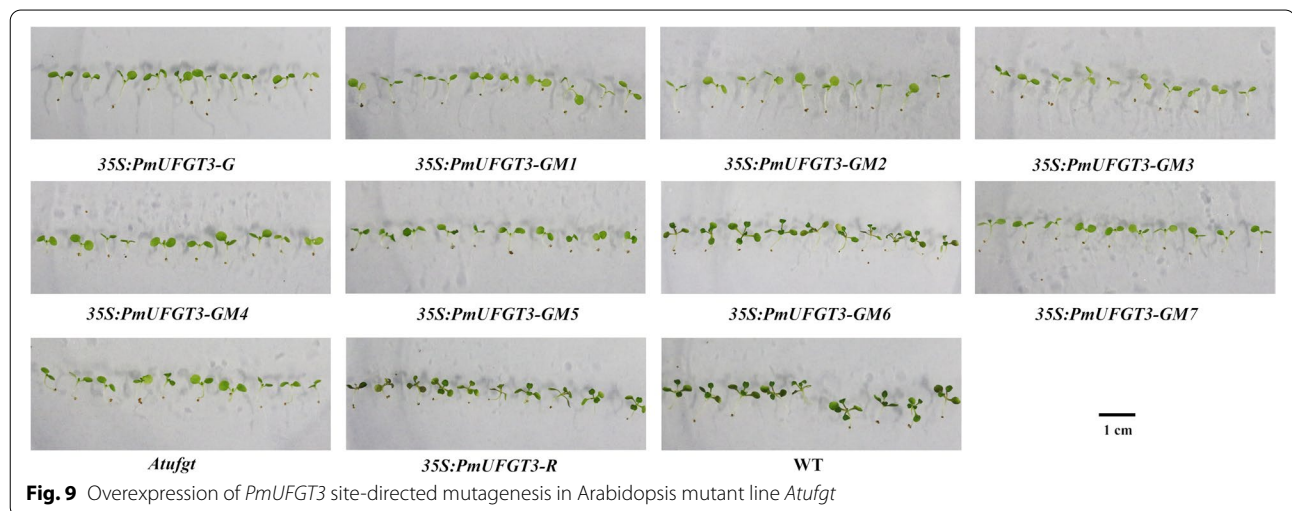 35S:PmUFGT3-G
35S:PmUFGT3-GM1
35S:PmUFGT3-GM2
35S:PmUFGT3-GM3
35S:PmUFGT3-GM4
35S:PmUFGT3-GM5
35S:PmUFGT3-GM6
35S:PmUFGT3-GM7
Atufgt
35S:PmUFGT3-R
WT
1 cm
Fig. 9 Overexpression of PmUFGT3 site-directed mutagenesis in Arabidopsis mutant line Atufgt